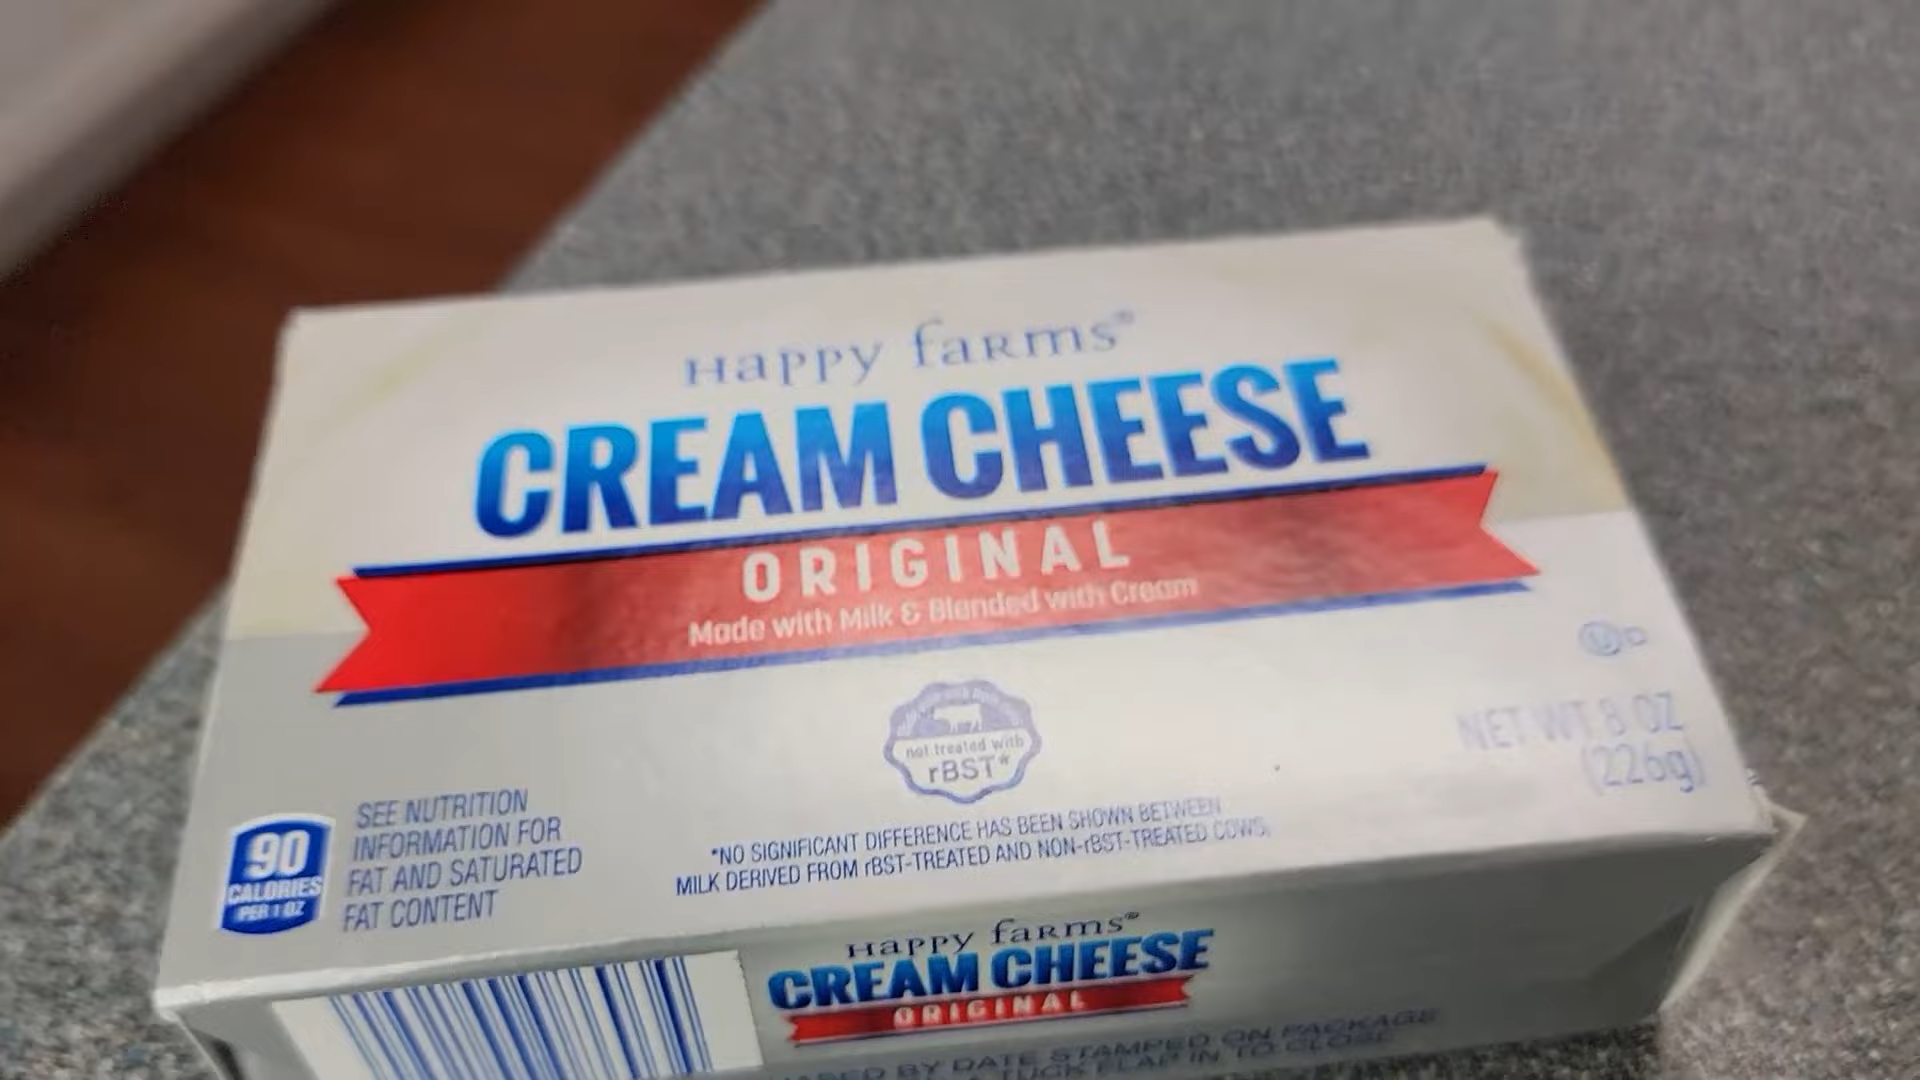 Happy farms®
CREAM CHEESE
ORIGINAL
Made with Milk & Blended with Cream
U D
not treated with
rBST*
NET WT 8 OZ
(226g)
90
CALORIES
PER 1 OZ
SEE NUTRITION
INFORMATION FOR
FAT AND SATURATED
FAT CONTENT
*NO SIGNIFICANT DIFFERENCE HAS BEEN SHOWN BETWEEN
MILK DERIVED FROM rBST-TREATED AND NON-rBST-TREATED COWS.
Happy farms®
CREAM CHEESE
ORIGINAL
BY DATE STAMPED ON PACKAGE
TUCK FLAP IN TO CLOSE